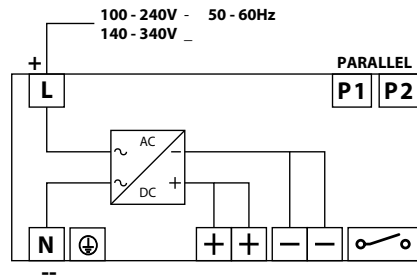 100 - 240V - 50 - 60Hz
140 - 340V _
PARALLEL
+
L
P1 P2
AC
~ −
~ +
DC
N + + − −
--